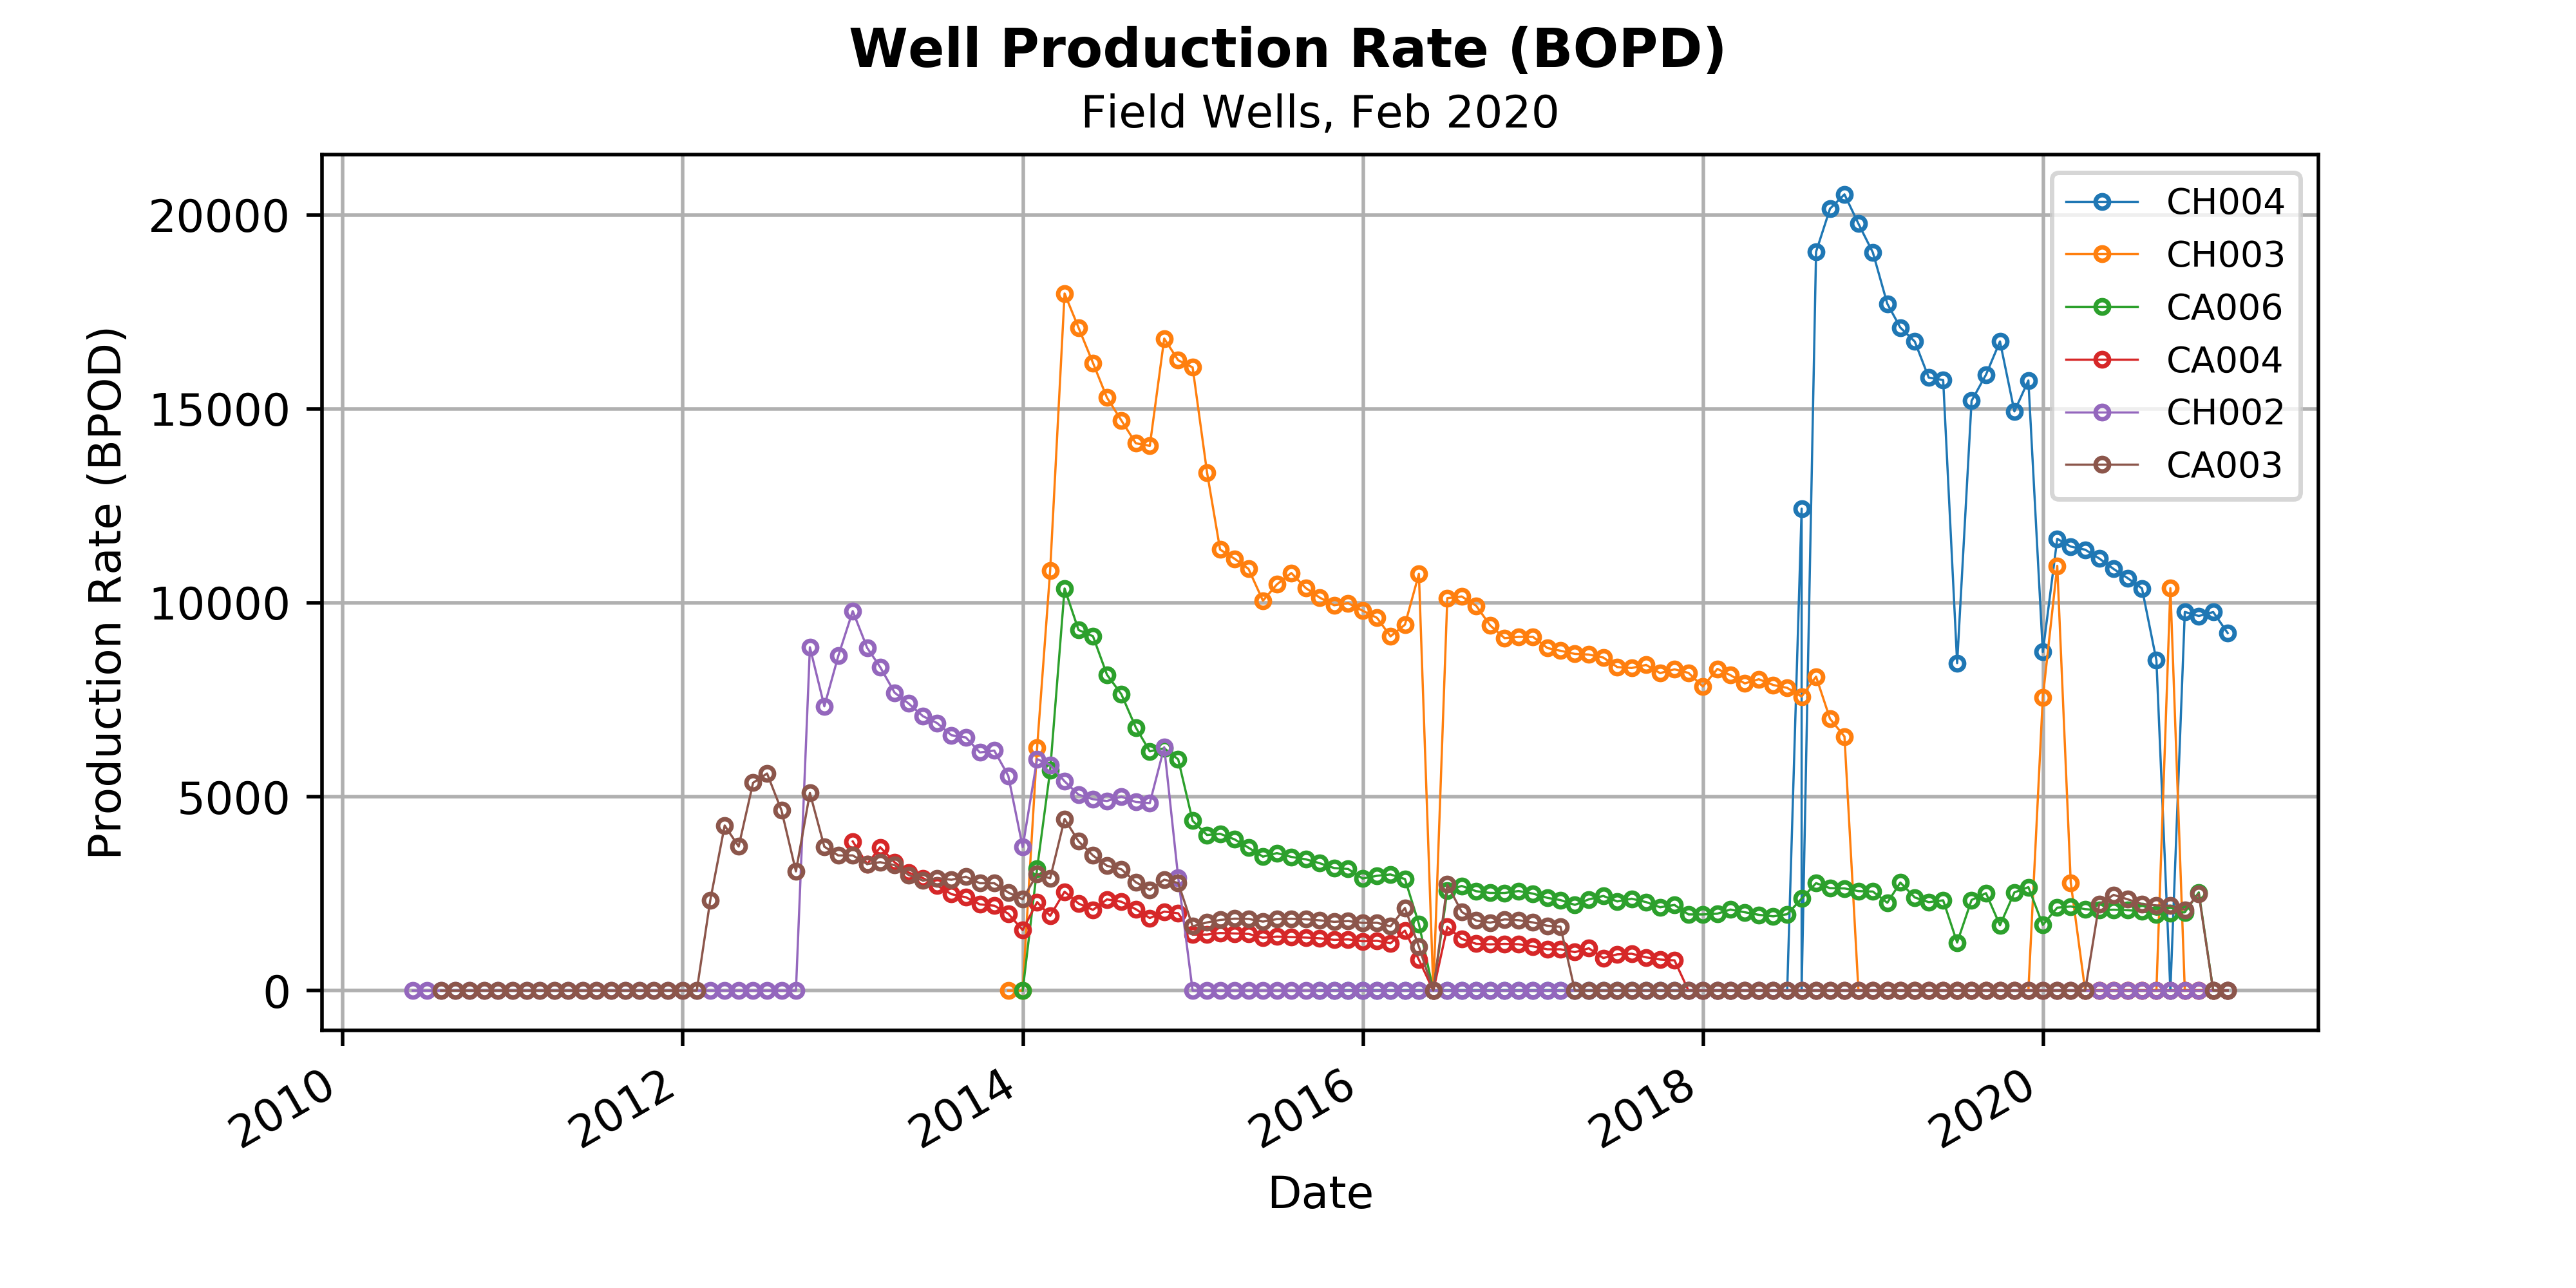 Well Production Rate (BOPD)
Field Wells, Feb 2020
Production Rate (BPOD)
20000
15000
10000
5000
0
CH004
CH003
CA006
CA004
CH002
CA003
2010
2012
2014
2016
2018
2020
Date